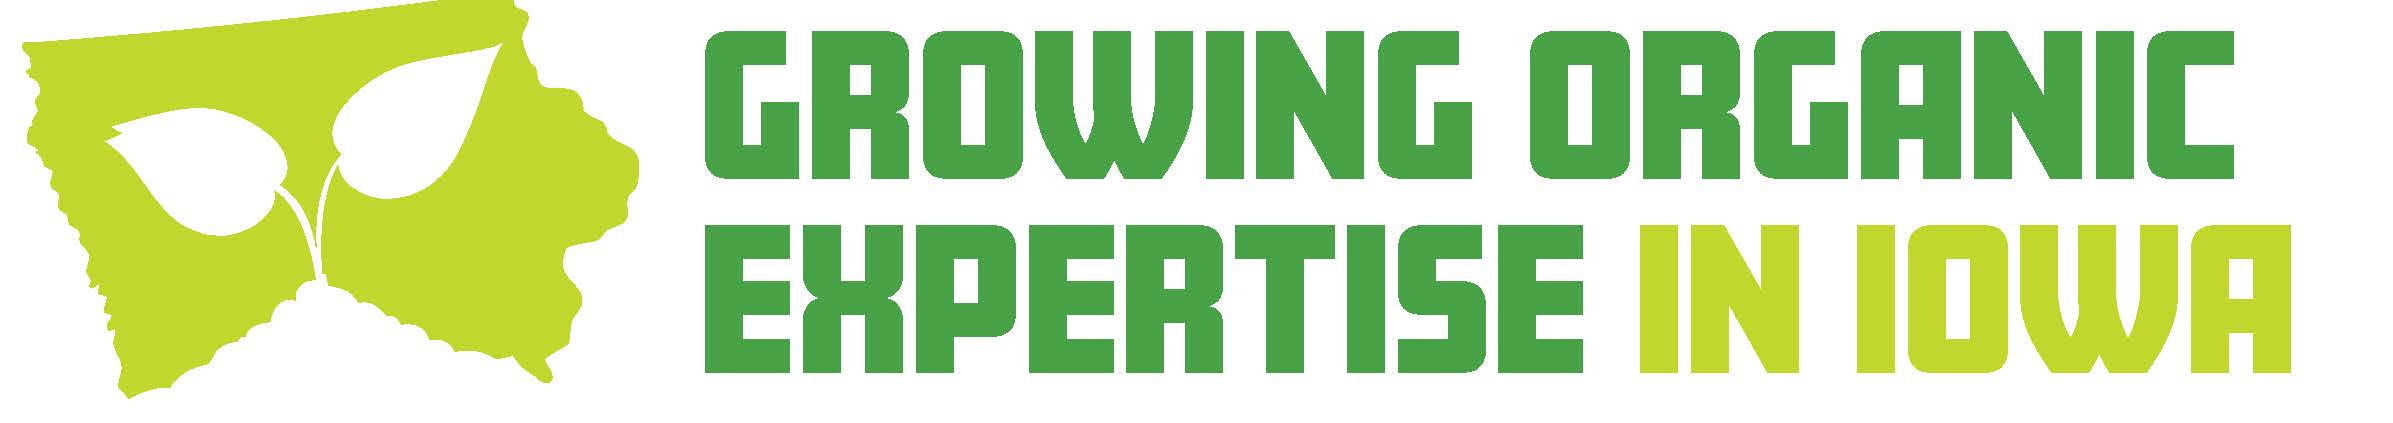 GROWING ORGANIC
EXPERTISE IN IOWA